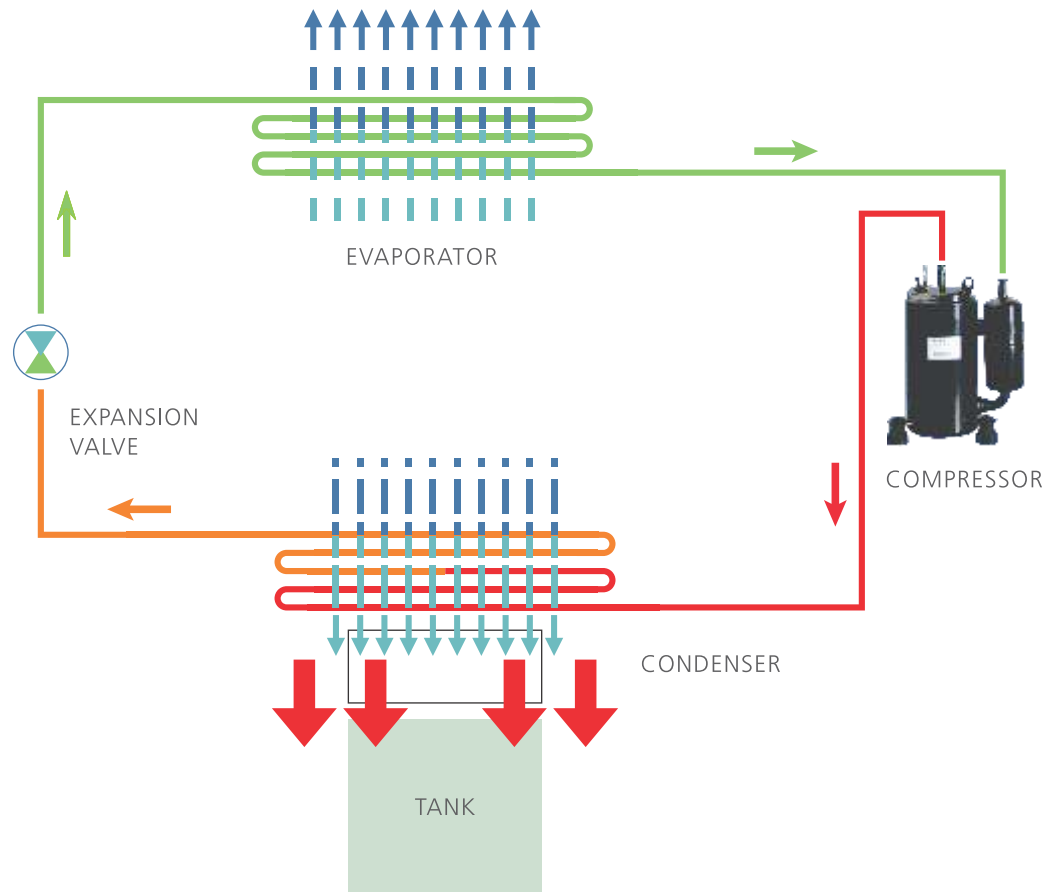 EVAPORATOR
EXPANSION
VALVE
COMPRESSOR
CONDENSER
TANK